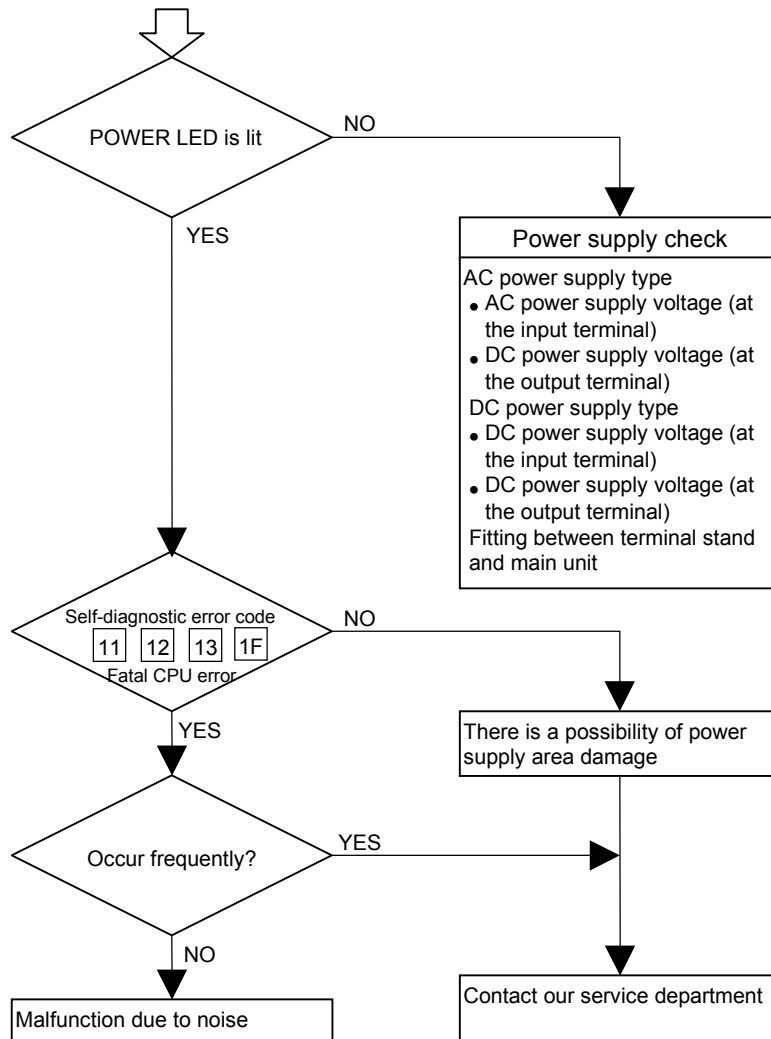 POWER LED is lit
NO
YES
Power supply check
AC power supply type
• AC power supply voltage (at
the input terminal)
• DC power supply voltage (at
the output terminal)
DC power supply type
• DC power supply voltage (at
the input terminal)
• DC power supply voltage (at
the output terminal)
Fitting between terminal stand
and main unit
Self-diagnostic error code
11 12 13 1F
Fatal CPU error
NO
YES
There is a possibility of power
supply area damage
Occur frequently?
YES
NO
Malfunction due to noise
Contact our service department